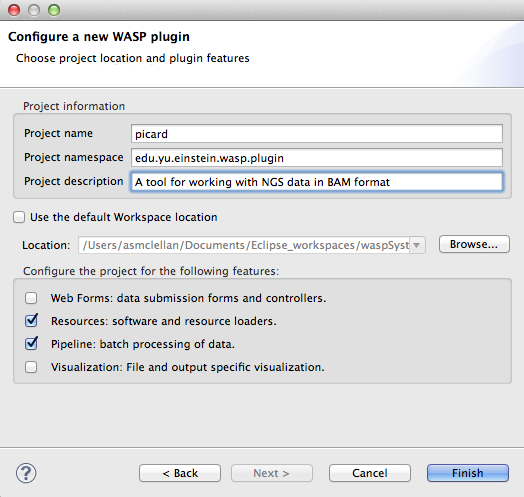 Configure a new WASP plugin
Choose project location and plugin features
Project information
Project name picard
Project namespace edu.yu.einstein.wasp.plugin
Project description A tool for working with NGS data in BAM format
Use the default Workspace location
Location: /Users/asmclellan/Documents/Eclipse_workspaces/waspSyst Browse...
Configure the project for the following features:
Web Forms: data submission forms and controllers.
Resources: software and resource loaders.
Pipeline: batch processing of data.
Visualization: File and output specific visualization.
? < Back Next > Cancel Finish